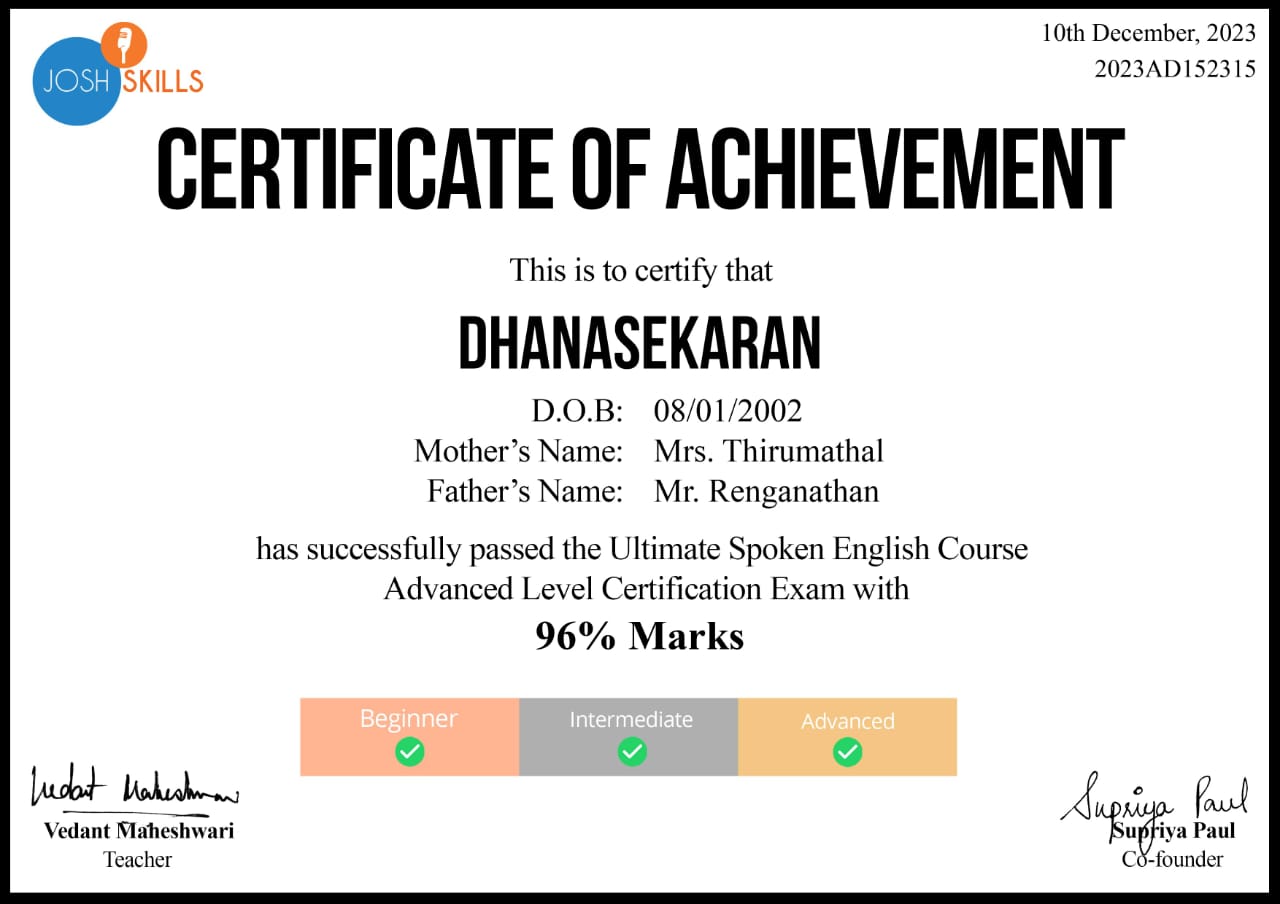 JOSH SKILLS
10th December, 2023
2023AD152315
CERTIFICATE OF ACHIEVEMENT
This is to certify that
DHANASEKARAN
D.O.B: 08/01/2002
Mother’s Name: Mrs. Thirumathal
Father’s Name: Mr. Renganathan
has successfully passed the Ultimate Spoken English Course
Advanced Level Certification Exam with
96% Marks
Beginner Intermediate Advanced
Vedant Maheshwari
Vedant Maheshwari
Teacher
Supriya Paul
Supriya Paul
Co-founder